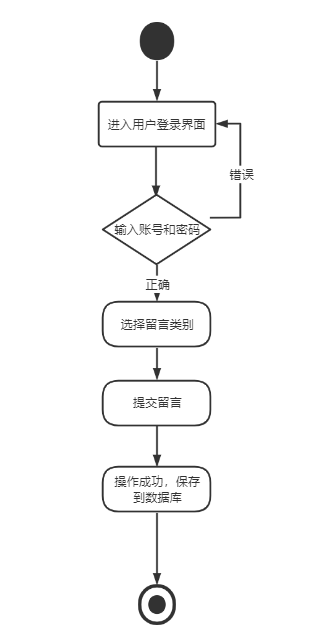 进入用户登录界面
错误
输入账号和密码
正确
选择留言类别
提交留言
操作成功，保存
到数据库